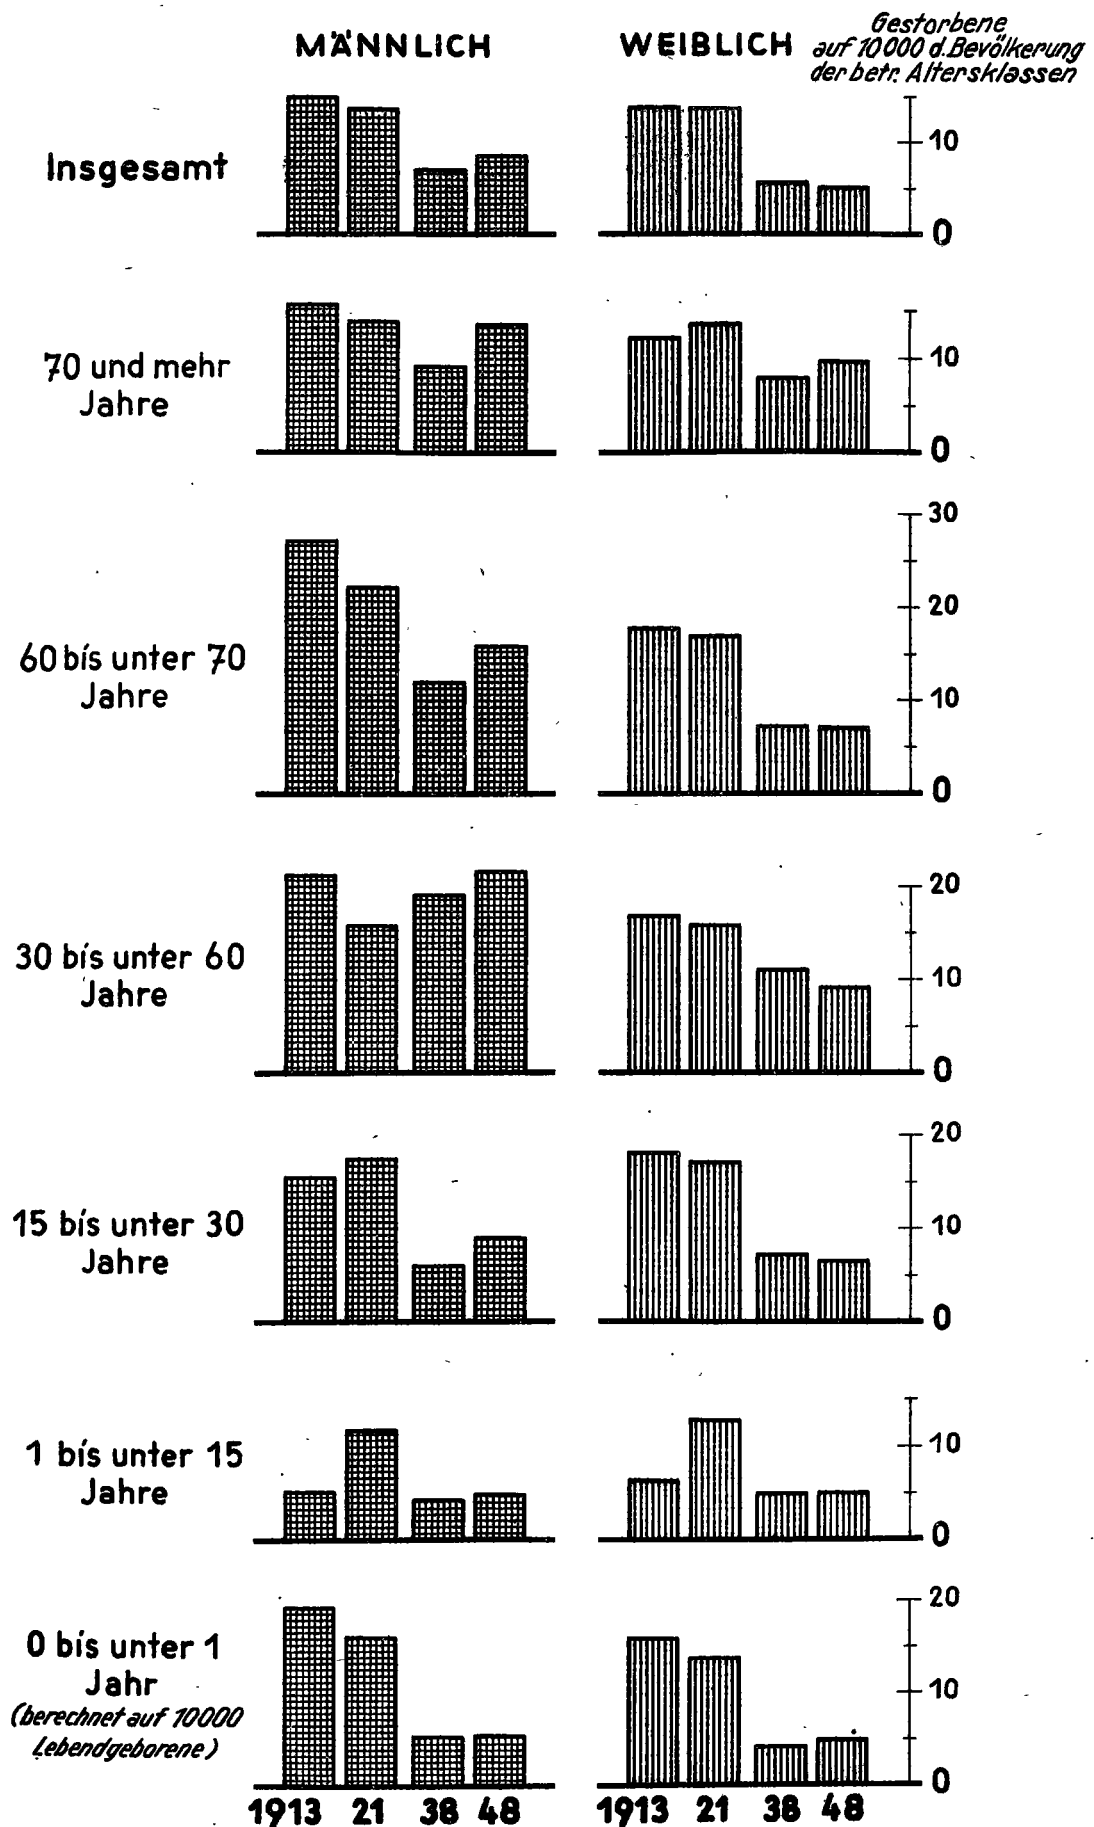 MÄNNLICH
WEIBLICH
Gestorbene
auf 10000 d. Bevölkerung
der betr. Altersklassen
Insgesamt
10
0
70 und mehr
Jahre
10
0
60 bis unter 70
Jahre
30
20
10
0
30 bis unter 60
Jahre
20
10
0
15 bis unter 30
Jahre
20
10
0
1 bis unter 15
Jahre
10
0
0 bis unter 1
Jahr
(berechnet auf 10000
Lebendgeborene)
20
10
0
1913 21 38 48
1913 21 38 48